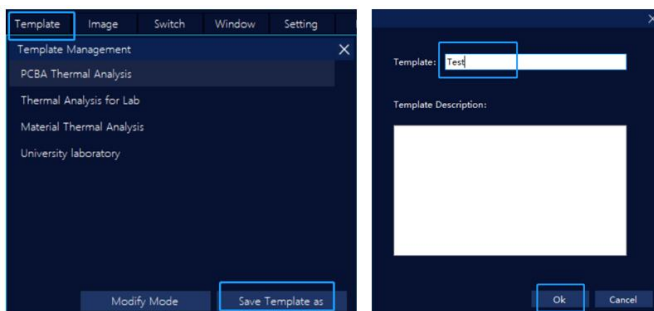 Template Image Switch Window Setting
Template Management
PCBA Thermal Analysis
Thermal Analysis for Lab
Material Thermal Analysis
University laboratory
Modify Mode Save Template as
Template: Test
Template Description:
Ok Cancel